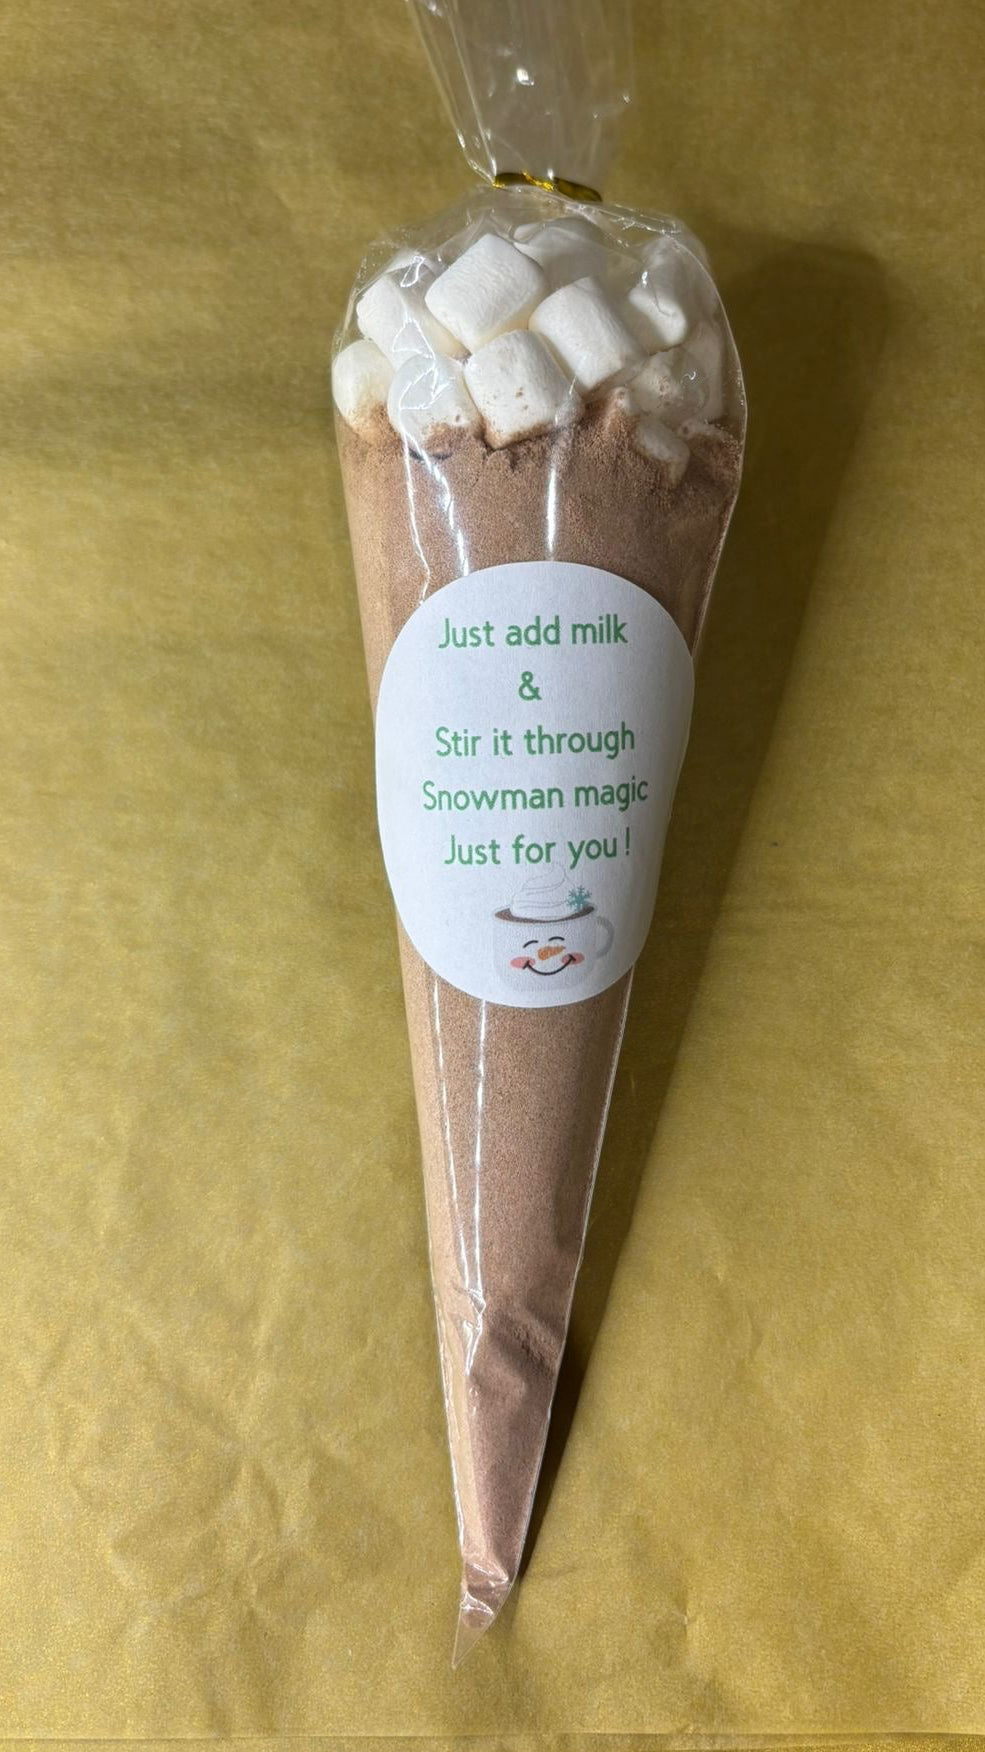 Just add milk
&
Stir it through
Snowman magic
Just for you!